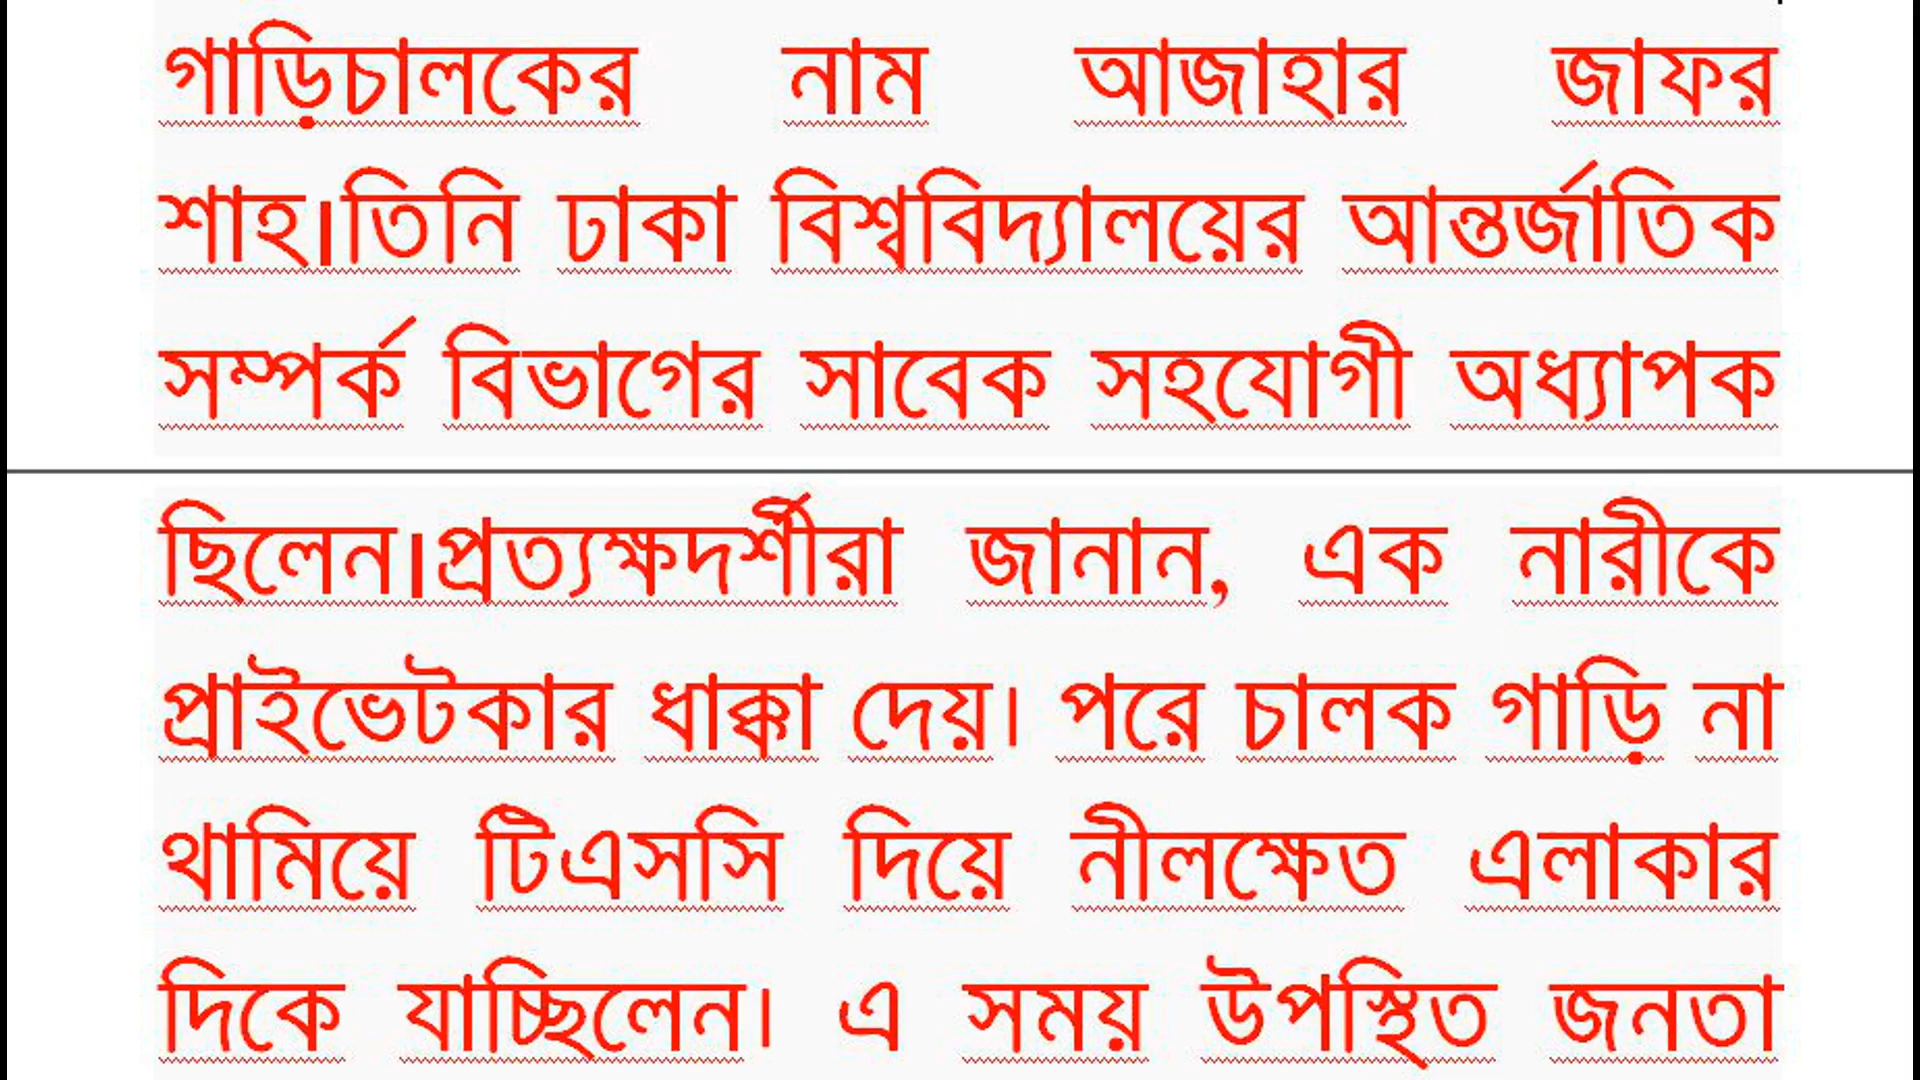 গাড়িচালকের নাম আজাহার জাফর
শাহ।তিনি ঢাকা বিশ্ববিদ্যালয়ের আন্তর্জাতিক
সম্পর্ক বিভাগের সাবেক সহযোগী অধ্যাপক
ছিলেন।প্রত্যক্ষদর্শীরা জানান, এক নারীকে
প্রাইভেটকার ধাক্কা দেয়। পরে চালক গাড়ি না
থামিয়ে টিএসসি দিয়ে নীলক্ষেত এলাকার
দিকে যাচ্ছিলেন। এ সময় উপস্থিত জনতা